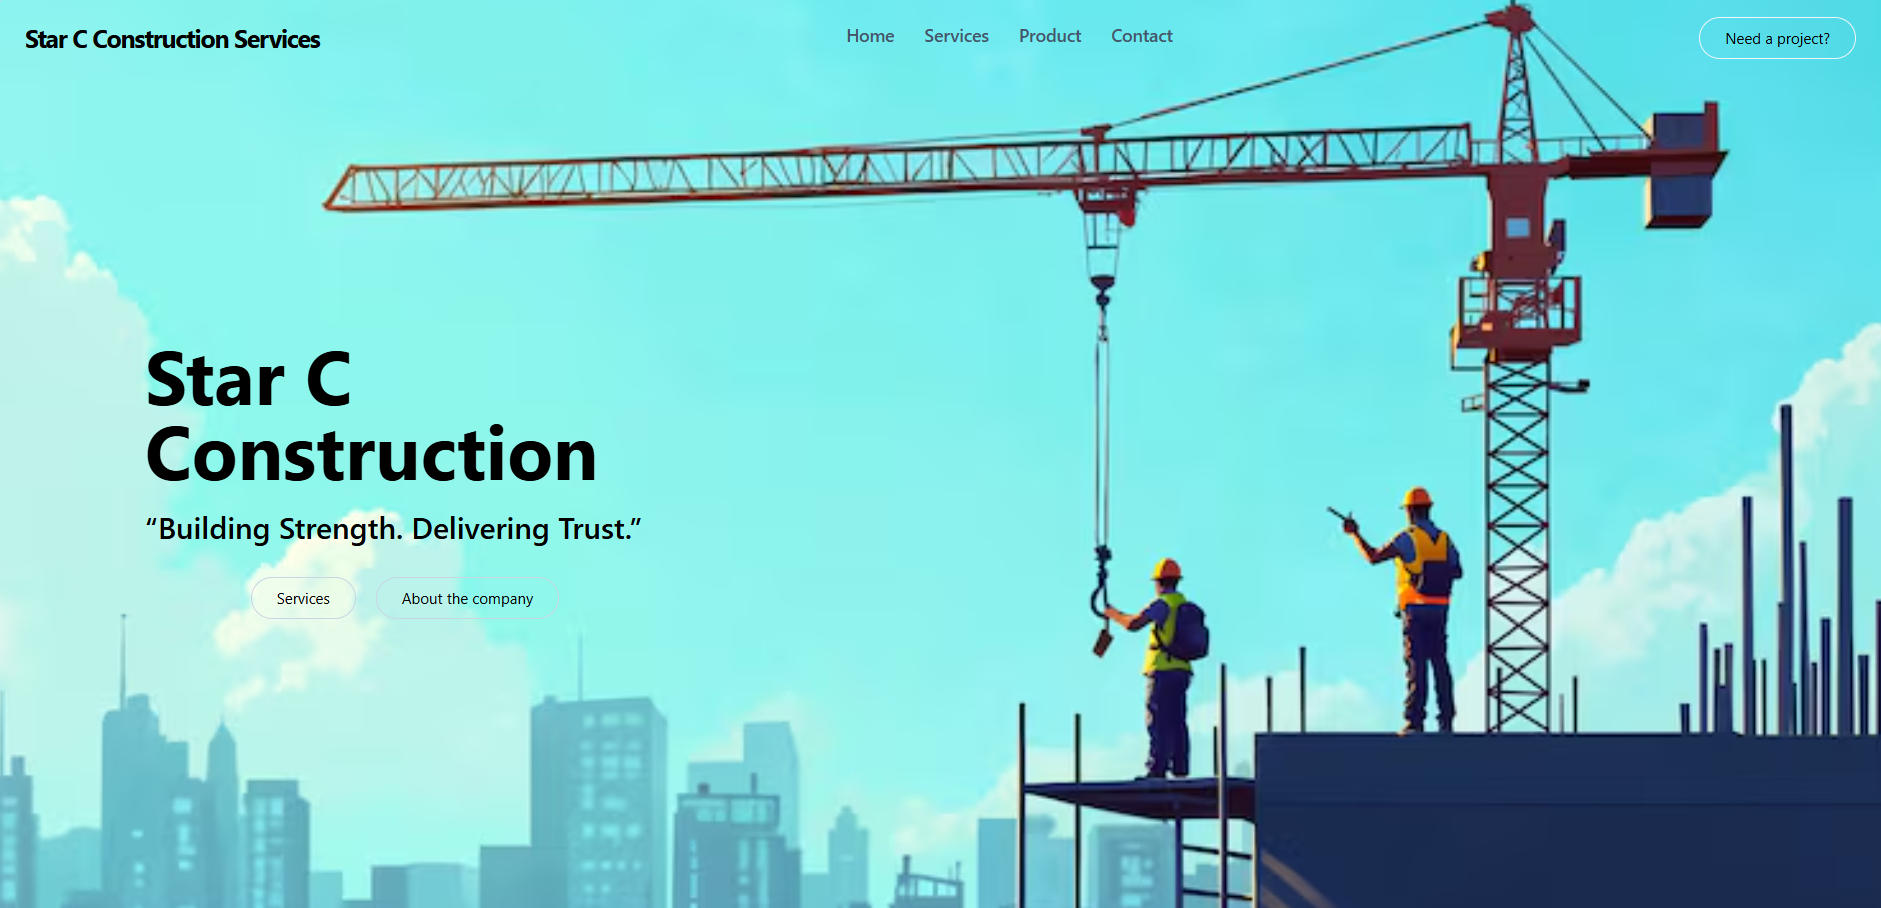 Star C Construction Services
Home Services Product Contact
Need a project?
Star C
Construction
“Building Strength. Delivering Trust.”
Services
About the company